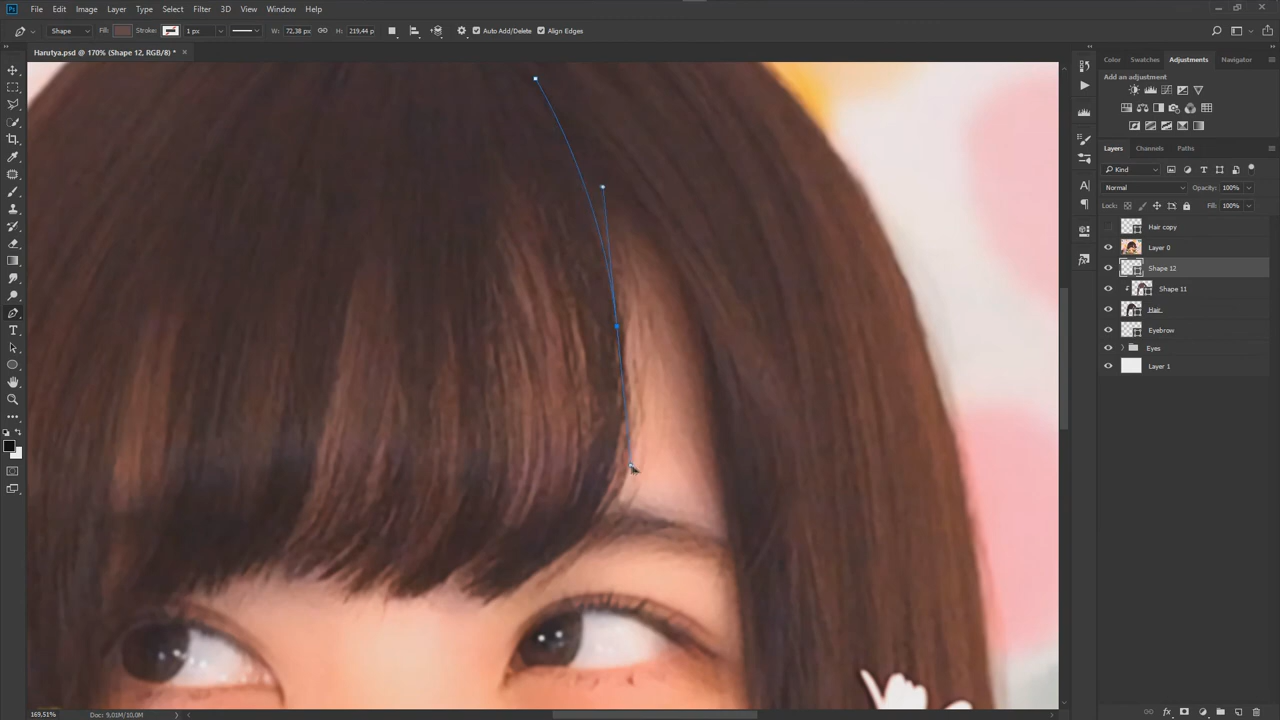 Ps File Edit Image Layer Type Select Filter 3D View Window Help
Shape Fill: Stroke: 1 px W: 72,38 px H: 219,44 p Auto Add/Delete Align Edges
Harutya.psd @ 170% (Shape 12, RGB/8) * ×
Color Swatches Adjustments Navigator
Add an adjustment
Layers Channels Paths
Kind
Normal Opacity: 100%
Lock: Fill: 100%
Hair copy
Layer 0
Shape 12
Shape 11
Hair
Eyebrow
Eyes
Layer 1
169,51% Doc: 9,01M/10,0M